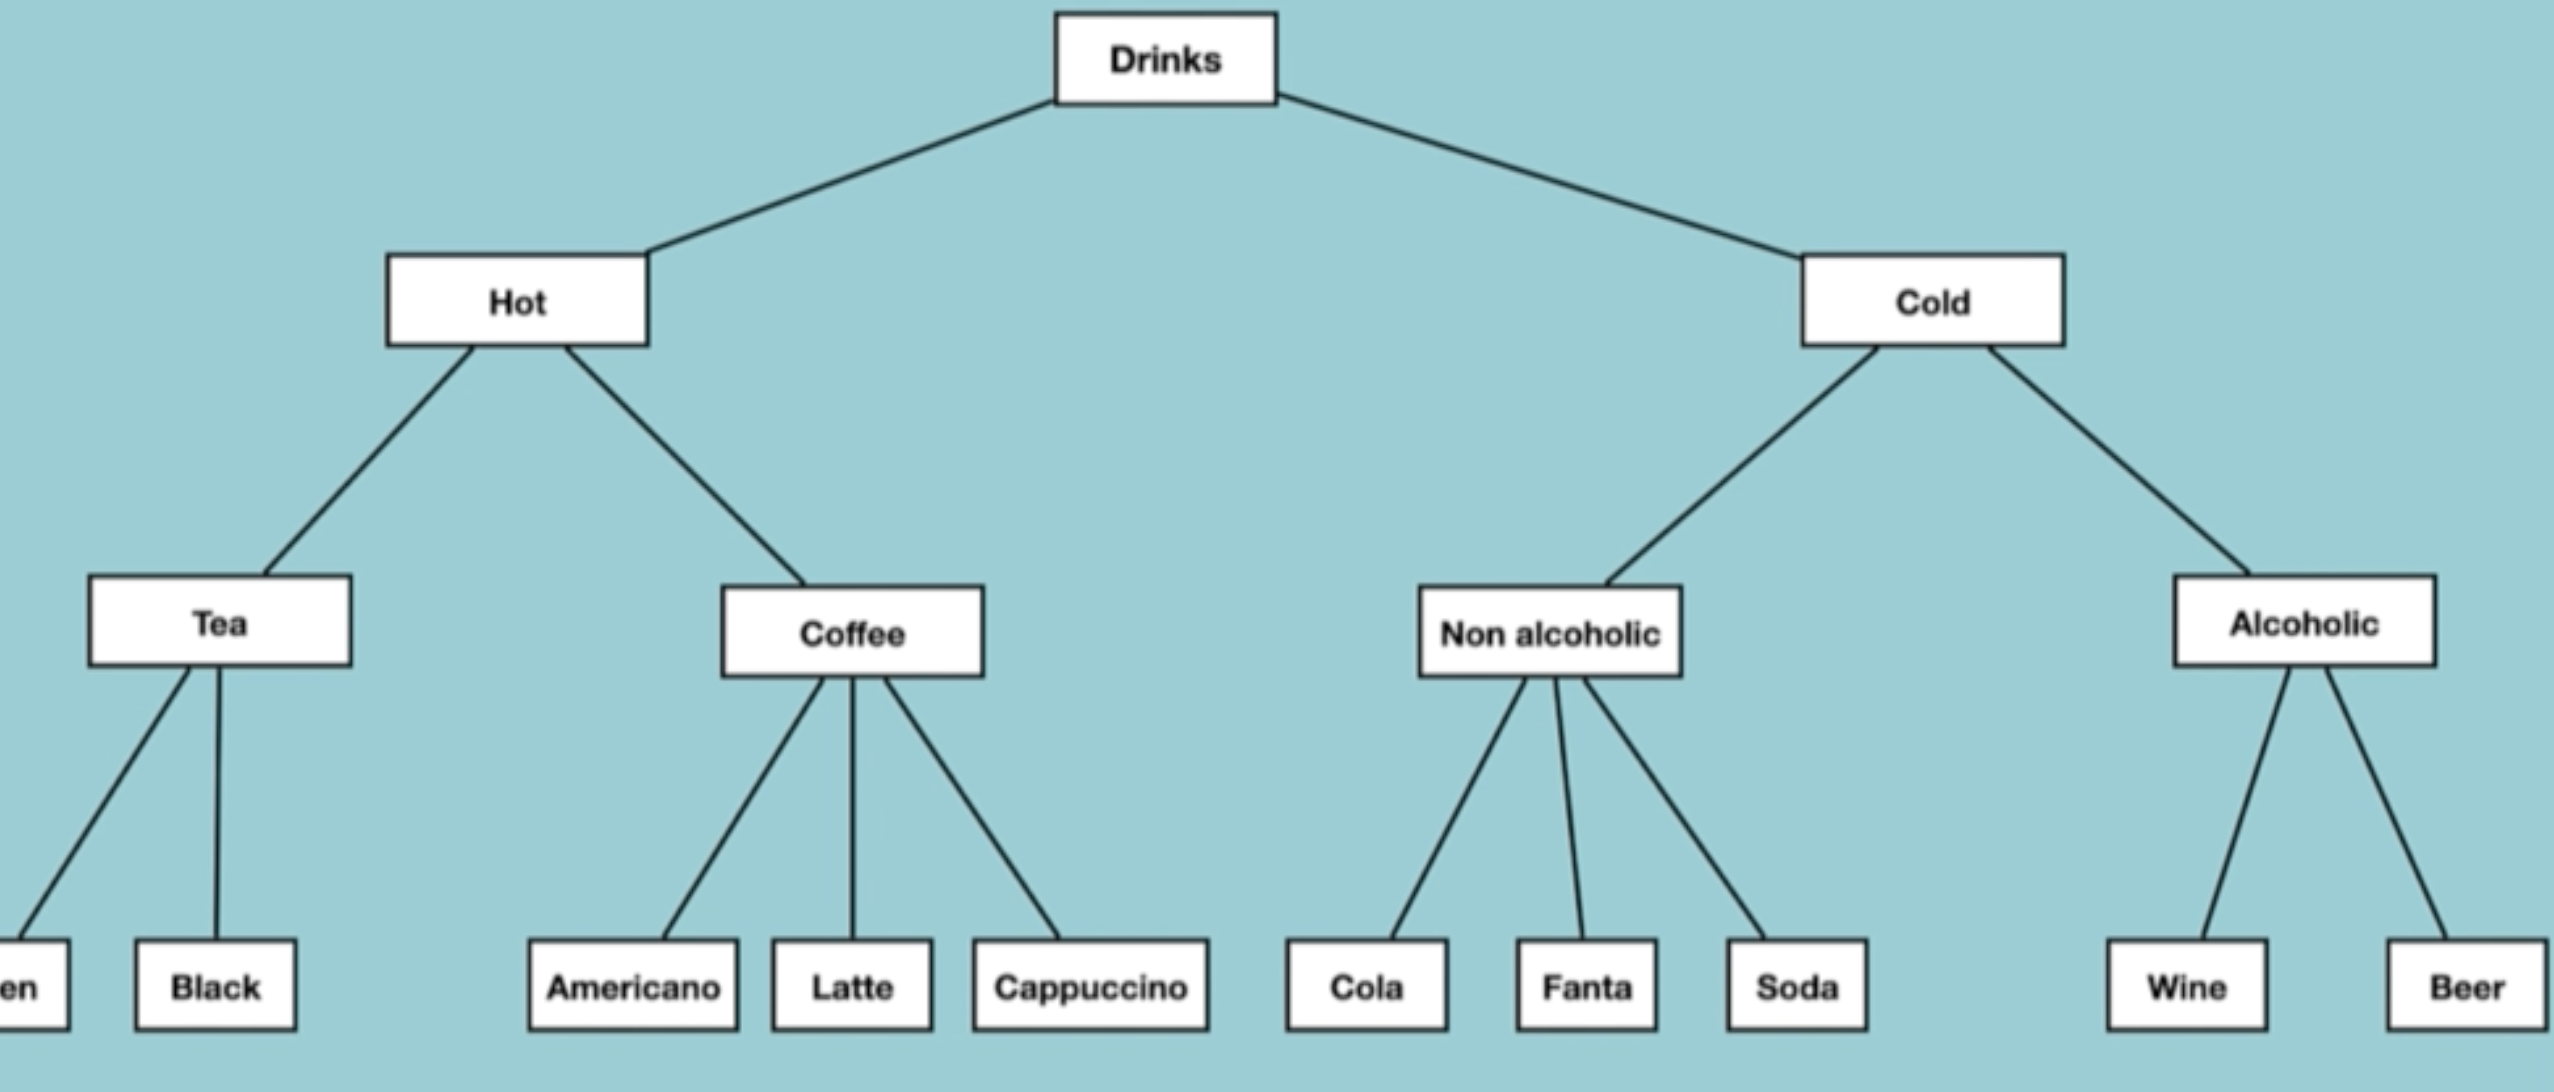 Drinks
Hot
Cold
Tea
Coffee
Non alcoholic
Alcoholic
en
Black
Americano
Latte
Cappuccino
Cola
Fanta
Soda
Wine
Beer